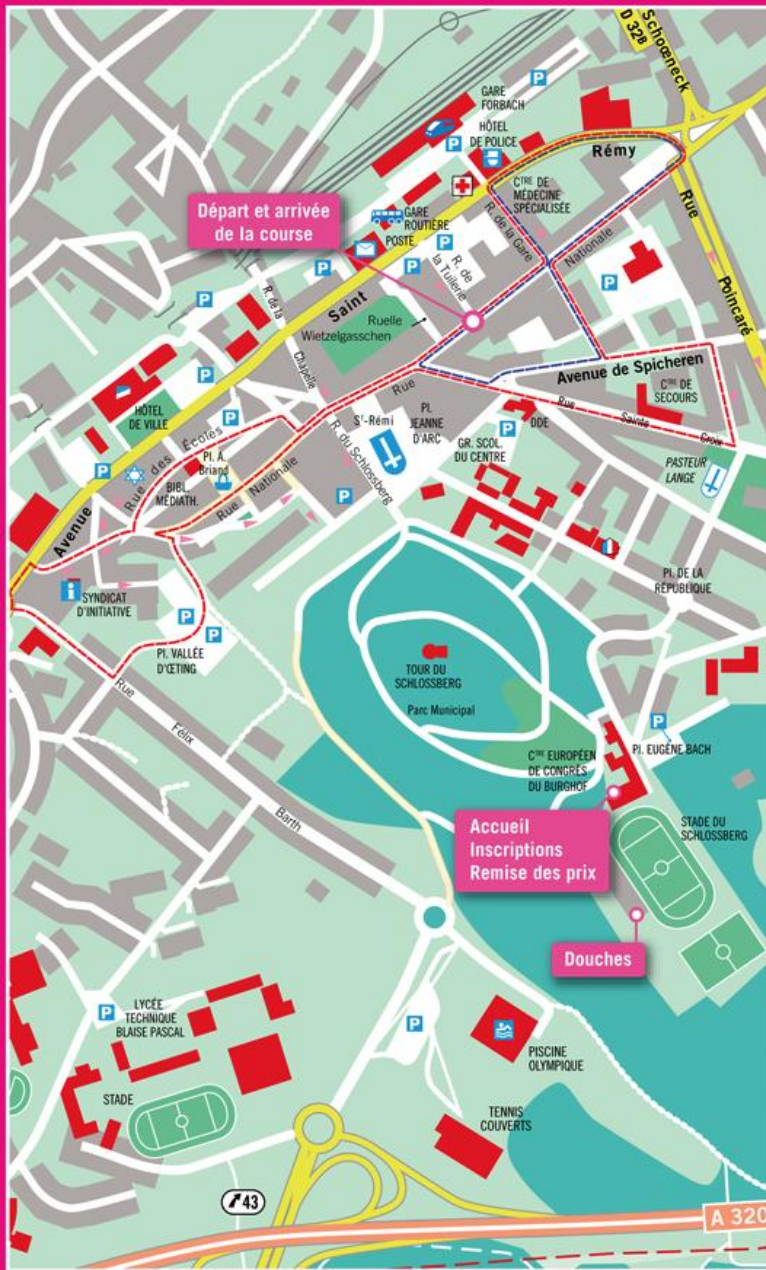 D 328
Schœneck
GARE
FORBACH
HÔTEL
DE POLICE
Rémy
CTRE DE
MÉDECINE
SPÉCIALISÉE
Départ et arrivée
de la course
GARE
ROUTIÈRE
POSTE
R. de la Gare
Nationale
R. de
la Tuilerie
Rue
Poincaré
R. de la
Chapelle
Saint
Ruelle
Wietzelgasschen
Avenue de Spicheren
CTRE DE
SECOURS
Rue
Sainte
Croix
HÔTEL
DE VILLE
Rue
St-Rémi
PL.
JEANNE
D'ARC
DDE
GR. SCOL.
DU CENTRE
PASTEUR
LANGE
Rue des Écoles
Pl. A.
Briand
BIBL.
MÉDIATH.
Rue Nationale
R. du Schlossberg
Avenue
SYNDICAT
D'INITIATIVE
PL. DE LA
RÉPUBLIQUE
PL. VALLÉE
D'ŒTING
TOUR DU
SCHLOSSBERG
Parc Municipal
Rue
Félix
Barth
CTRE EUROPÉEN
DE CONGRÈS
DU BURGHOF
PL. EUGÈNE BACH
Accueil
Inscriptions
Remise des prix
STADE DU
SCHLOSSBERG
Douches
LYCÉE
TECHNIQUE
BLAISE PASCAL
STADE
PISCINE
OLYMPIQUE
TENNIS
COUVERTS
43
A 320